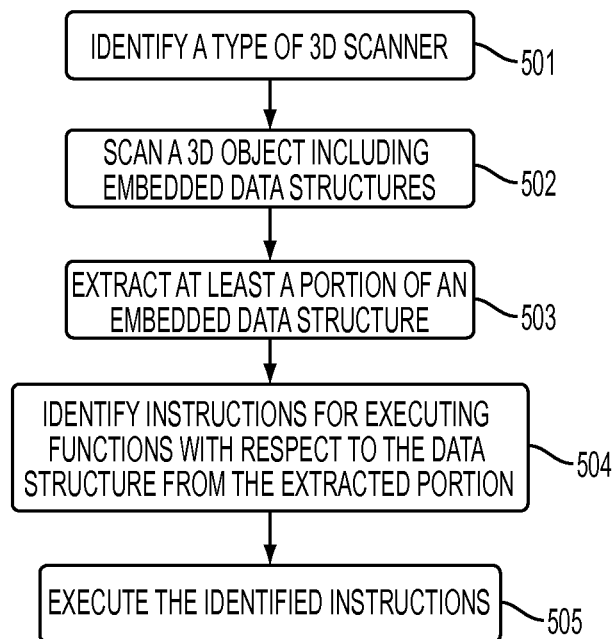 IDENTIFY A TYPE OF 3D SCANNER
501
SCAN A 3D OBJECT INCLUDING
EMBEDDED DATA STRUCTURES
502
EXTRACT AT LEAST A PORTION OF AN
EMBEDDED DATA STRUCTURE
503
IDENTIFY INSTRUCTIONS FOR EXECUTING
FUNCTIONS WITH RESPECT TO THE DATA
STRUCTURE FROM THE EXTRACTED PORTION
504
EXECUTE THE IDENTIFIED INSTRUCTIONS
505